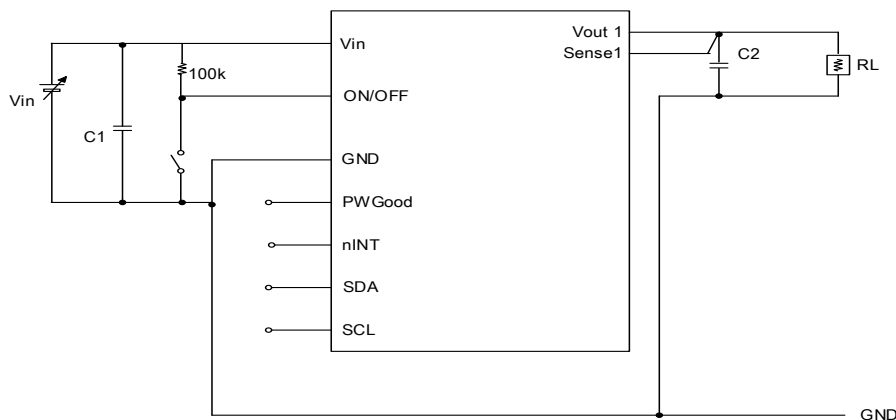 Vin
C1
100k
Vin
ON/OFF
GND
PWGood
nINT
SDA
SCL
Vout 1
Sense1
C2
RL
GND